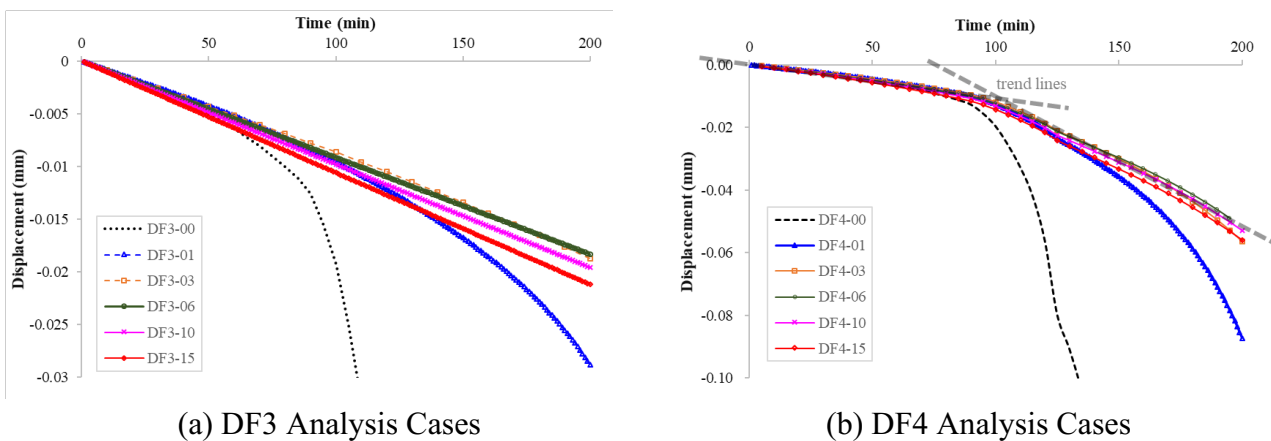 Time (min)
0 50 100 150 200
0
-0.005
-0.01
-0.015
-0.02
-0.025
-0.03
Displacement (mm)
DF3-00
DF3-01
DF3-03
DF3-06
DF3-10
DF3-15
(a) DF3 Analysis Cases
Time (min)
0 50 100 150 200
0.00
-0.02
-0.04
-0.06
-0.08
-0.10
Displacement (mm)
trend lines
DF4-00
DF4-01
DF4-03
DF4-06
DF4-10
DF4-15
(b) DF4 Analysis Cases